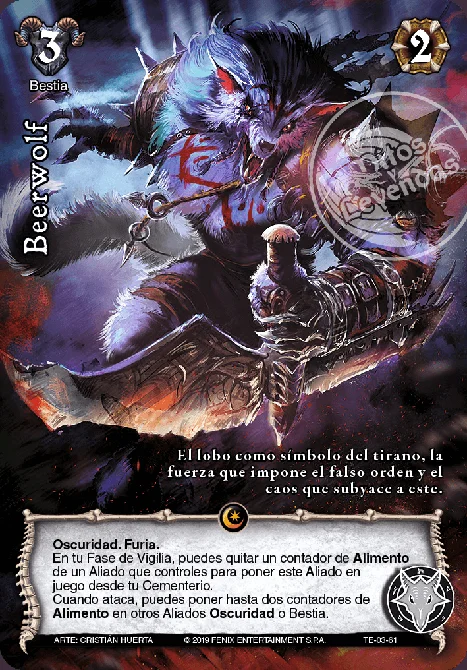 3
2
Bestia
Beerwolf
Mitos
y
Leyendas
El lobo como símbolo del tirano, la
fuerza que impone el falso orden y el
caos que subyace a este.
Oscuridad. Furia.
En tu Fase de Vigilia, puedes quitar un contador de Alimento
de un Aliado que controles para poner este Aliado en
juego desde tu Cementerio.
Cuando ataca, puedes poner hasta dos contadores de
Alimento en otros Aliados Oscuridad o Bestia.
ARTE: CRISTIÁN HUERTA
© 2019 FENIX ENTERTAINMENT S.R.A.
TE-03-61